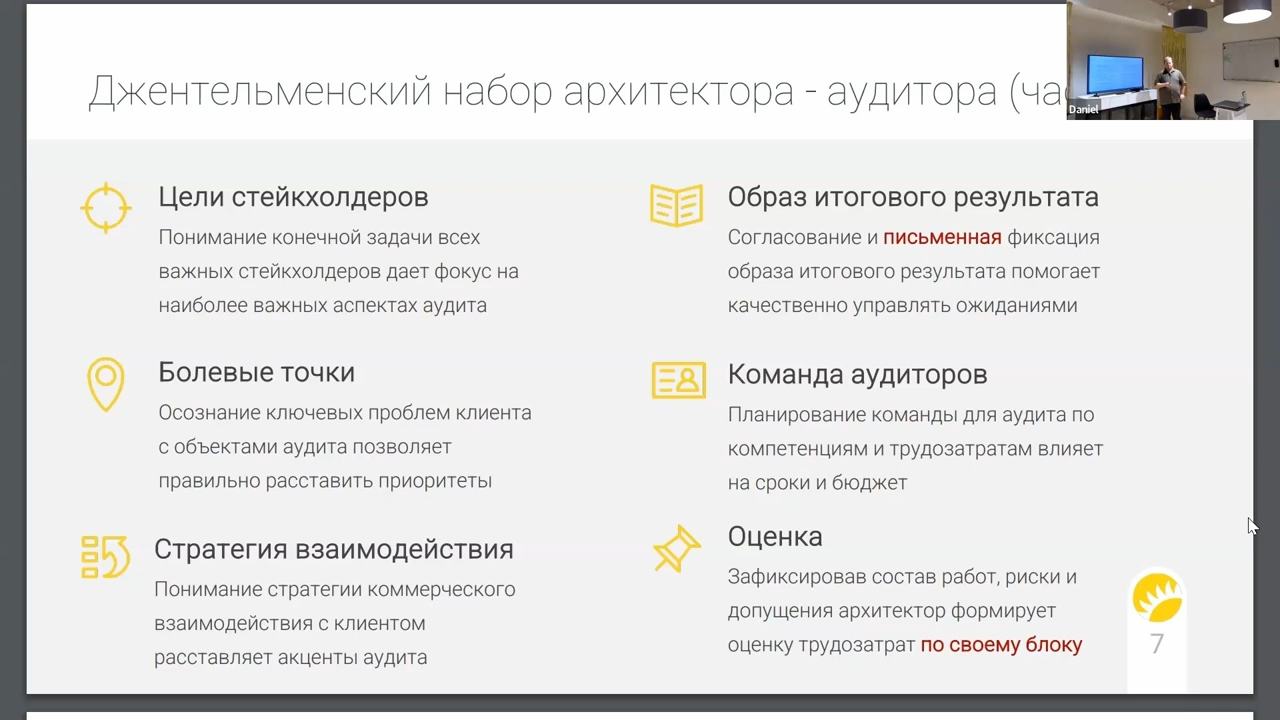 Джентельменский набор архитектора - аудитора
Daniel
Цели стейкхолдеров
Понимание конечной задачи всех
важных стейкхолдеров дает фокус на
наиболее важных аспектах аудита
Образ итогового результата
Согласование и письменная фиксация
образа итогового результата помогает
качественно управлять ожиданиями
Болевые точки
Осознание ключевых проблем клиента
с объектами аудита позволяет
правильно расставить приоритеты
Команда аудиторов
Планирование команды для аудита по
компетенциям и трудозатратам влияет
на сроки и бюджет
Стратегия взаимодействия
Понимание стратегии коммерческого
взаимодействия с клиентом
расставляет акценты аудита
Оценка
Зафиксировав состав работ, риски и
допущения архитектор формирует
оценку трудозатрат по своему блоку
7